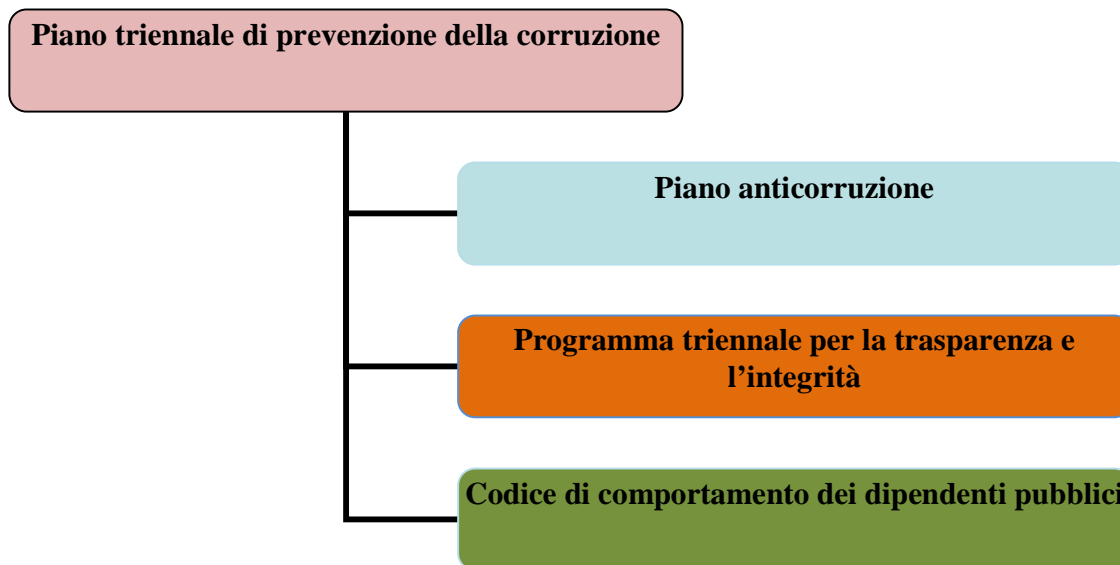 Piano triennale di prevenzione della corruzione
Piano anticorruzione
Programma triennale per la trasparenza e
l’integrità
Codice di comportamento dei dipendenti pubblici